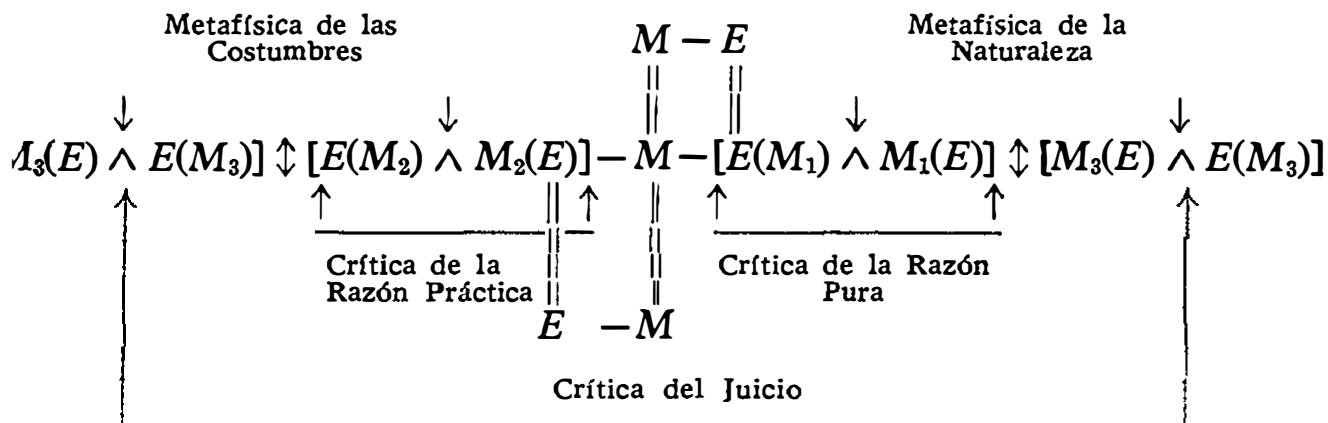 Metafísica de las
Costumbres
Metafísica de la
Naturaleza
M – E
M₃(E) ∧ E(M₃)] ↕ [E(M₂) ∧ M₂(E)] – M – [E(M₁) ∧ M₁(E)] ↕ [M₃(E) ∧ E(M₃)]
Crítica de la
Razón Práctica
Crítica de la Razón
Pura
E – M
Crítica del Juicio